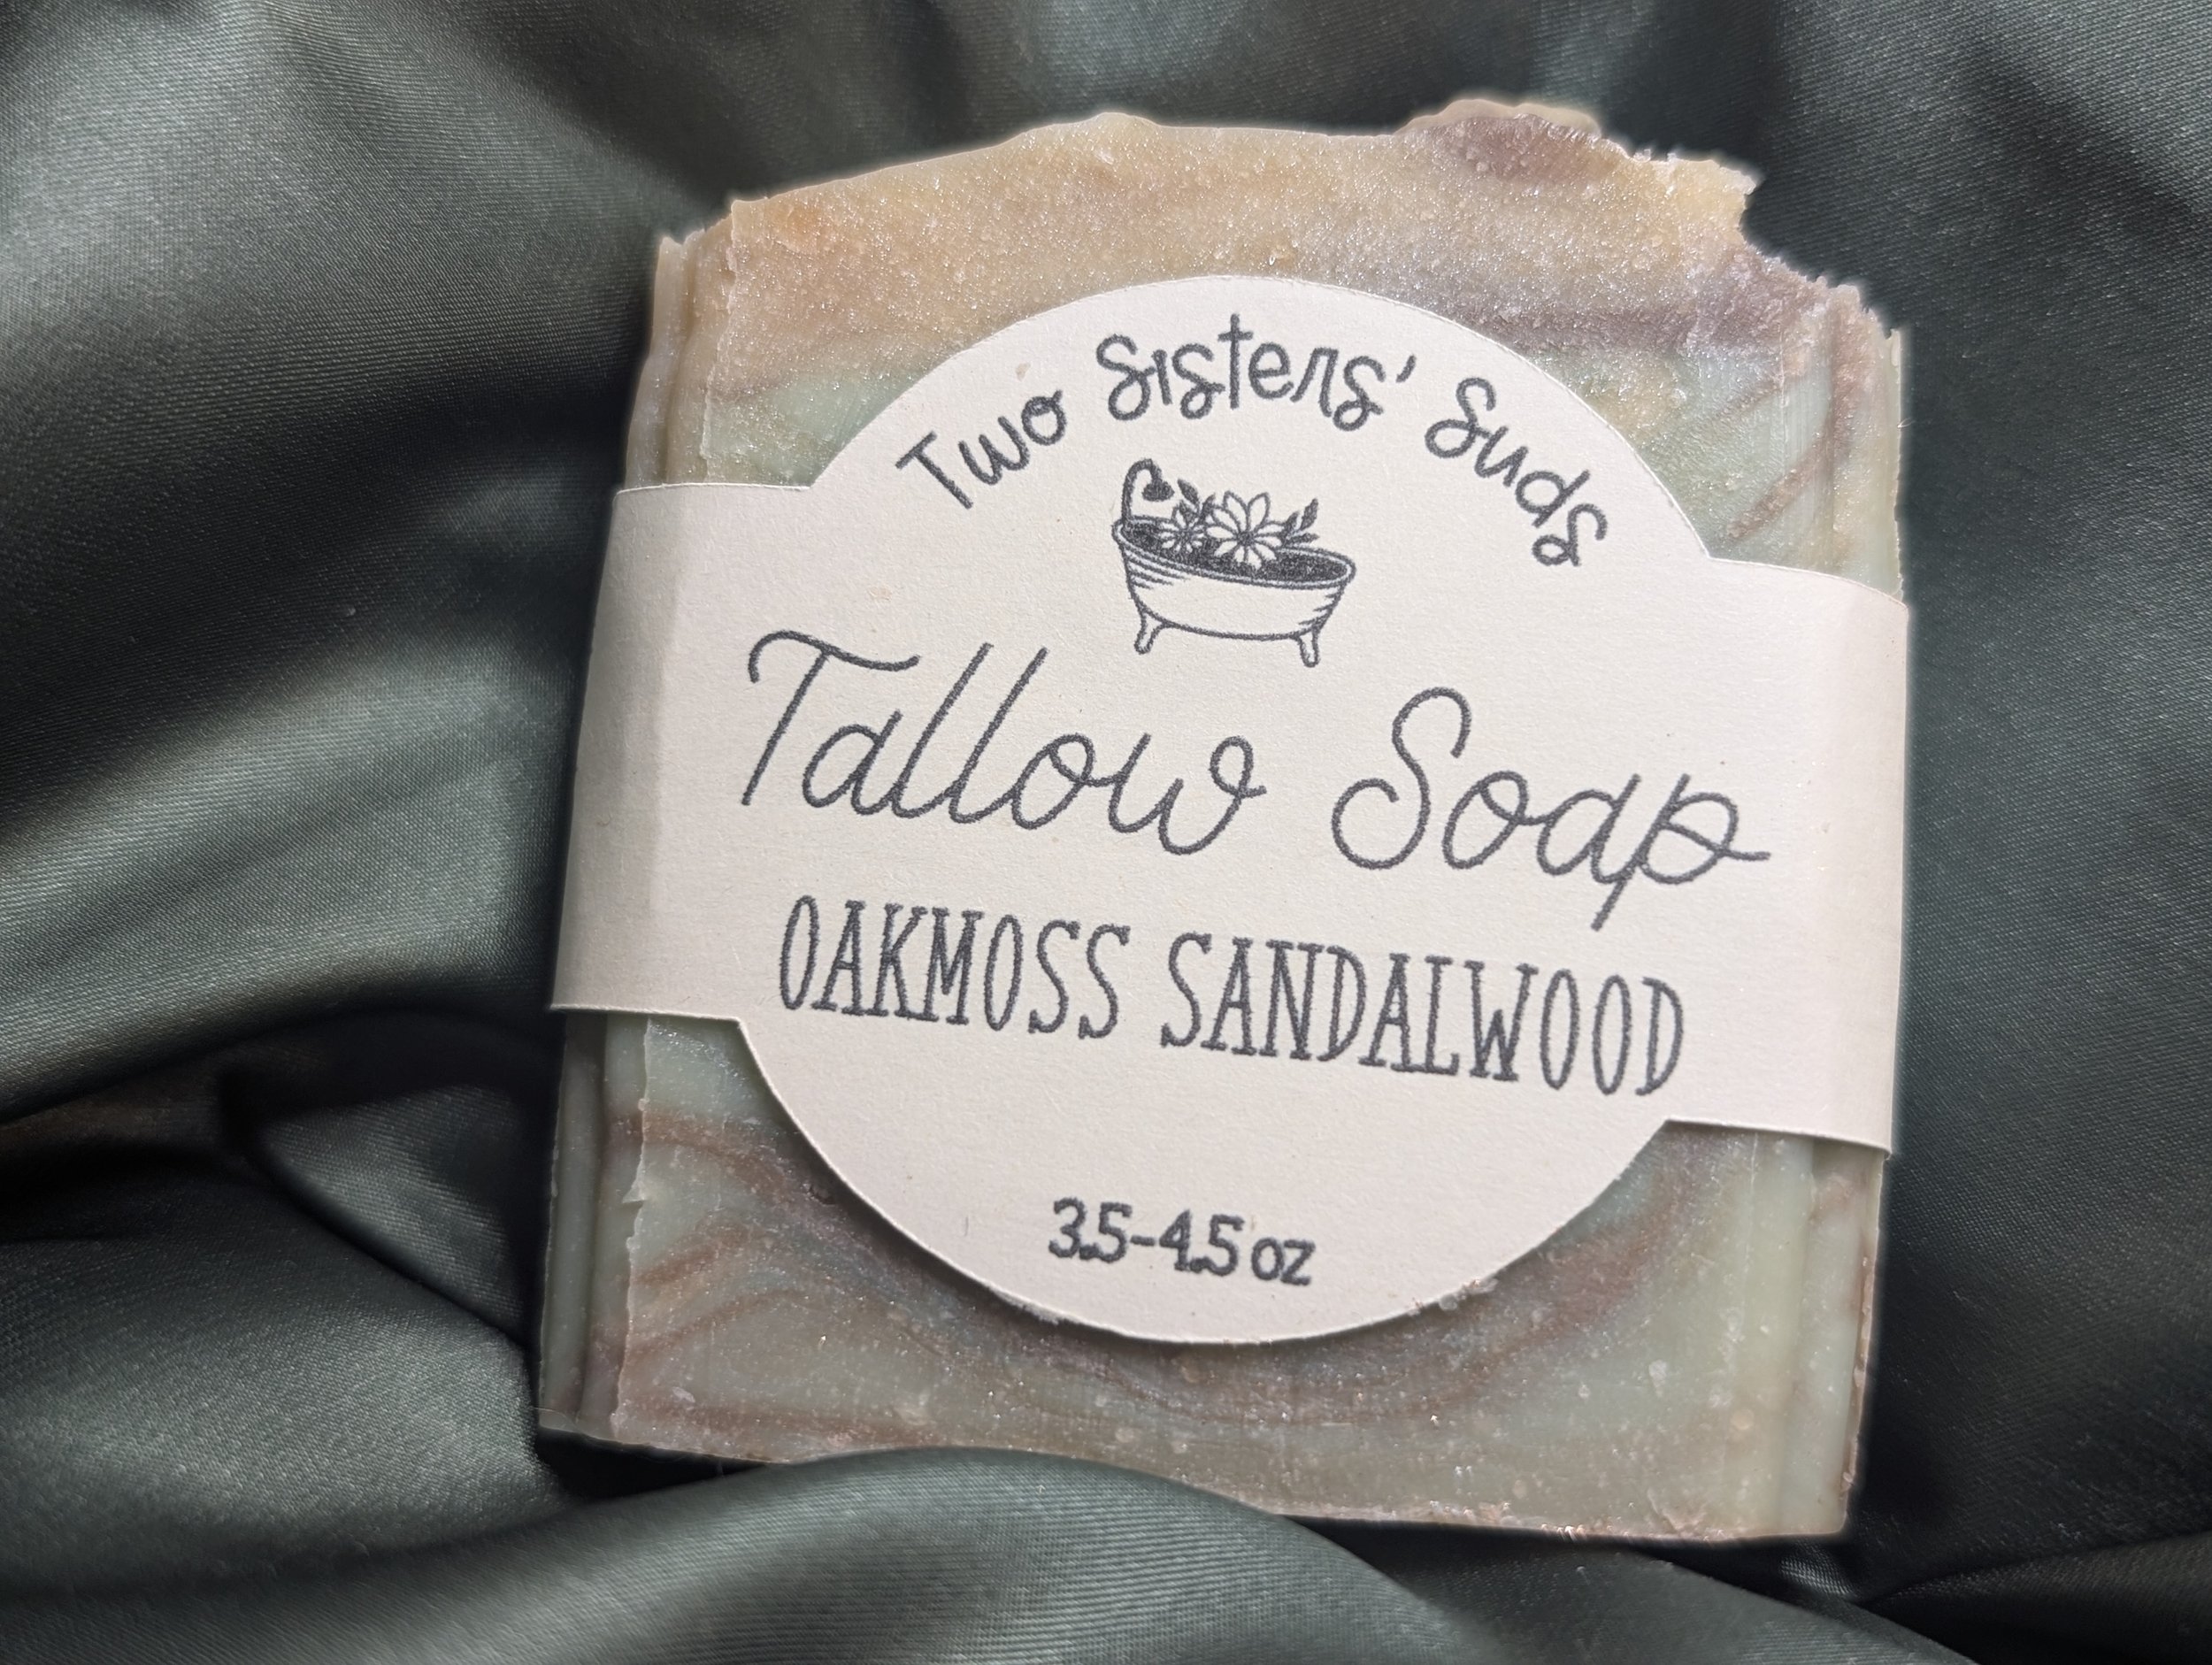 Two Sisters' Suds
Tallow Soap
OAKMOSS SANDALWOOD
3.5-4.5 oz